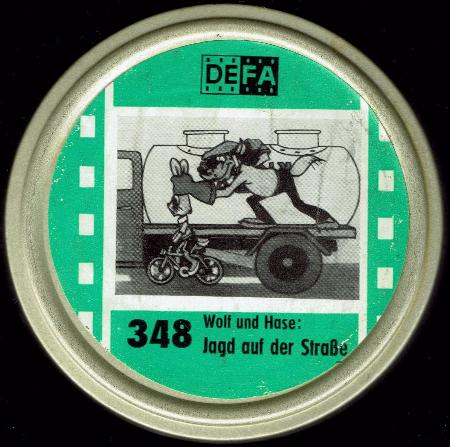 DEFA
348
Wolf und Hase:
Jagd auf der Straße